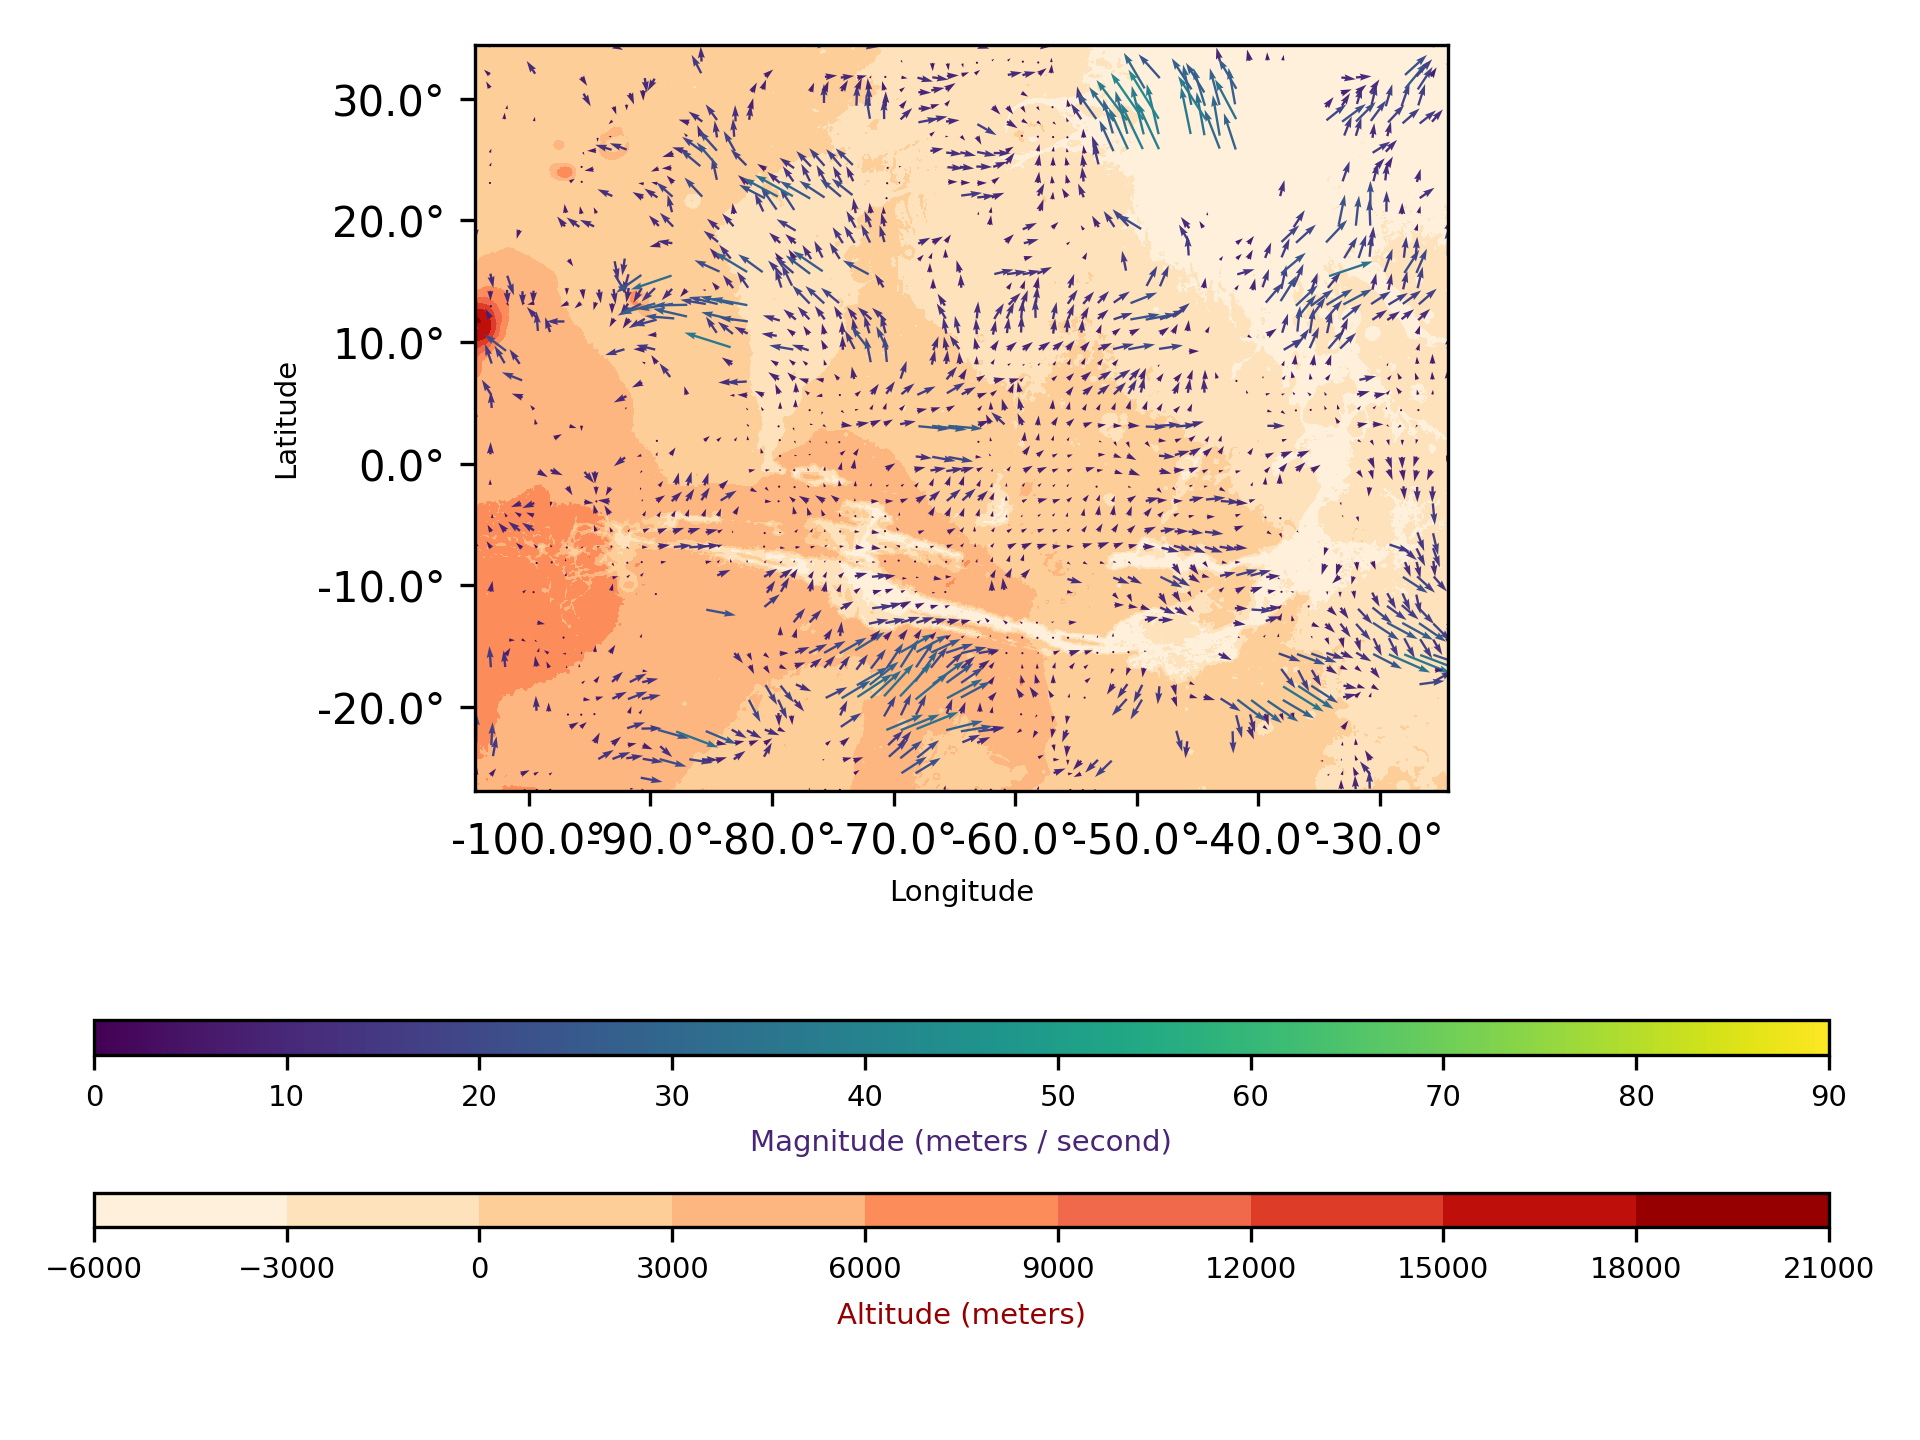 30.0°
20.0°
10.0°
0.0°
-10.0°
-20.0°
Latitude
-100.0° -90.0° -80.0° -70.0° -60.0° -50.0° -40.0° -30.0°
Longitude
0 10 20 30 40 50 60 70 80 90
Magnitude (meters / second)
−6000 −3000 0 3000 6000 9000 12000 15000 18000 21000
Altitude (meters)